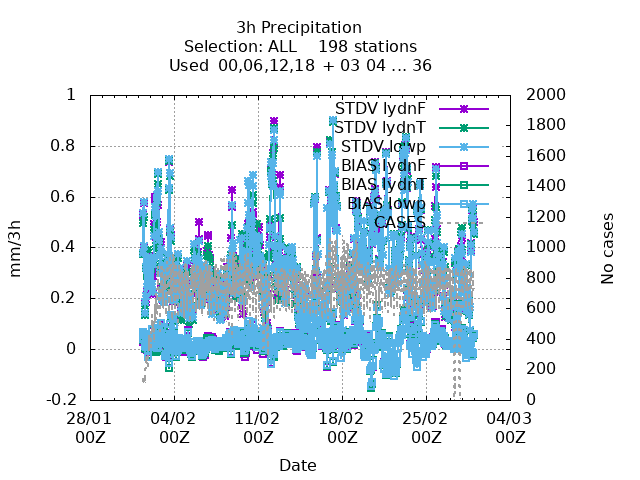 3h Precipitation
Selection: ALL    198 stations
Used 00,06,12,18 + 03 04 ... 36
1
0.8
0.6
0.4
0.2
0
-0.2
2000
1800
1600
1400
1200
1000
800
600
400
200
0
STDV lydnF
STDV lydnT
STDV lowp
BIAS lydnF
BIAS lydnT
BIAS lowp
CASES
mm/3h
No cases
28/01 04/02 11/02 18/02 25/02 04/03
00Z 00Z 00Z 00Z 00Z 00Z
Date